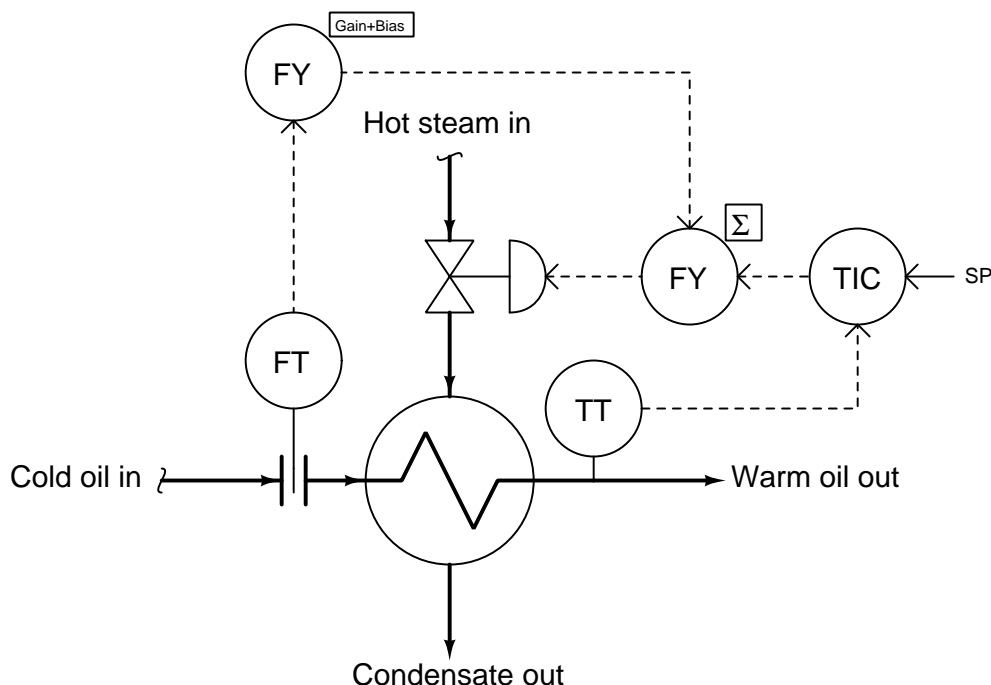 Gain+Bias
FY
Hot steam in
Σ
FY
TIC
SP
FT
TT
Cold oil in
Warm oil out
Condensate out